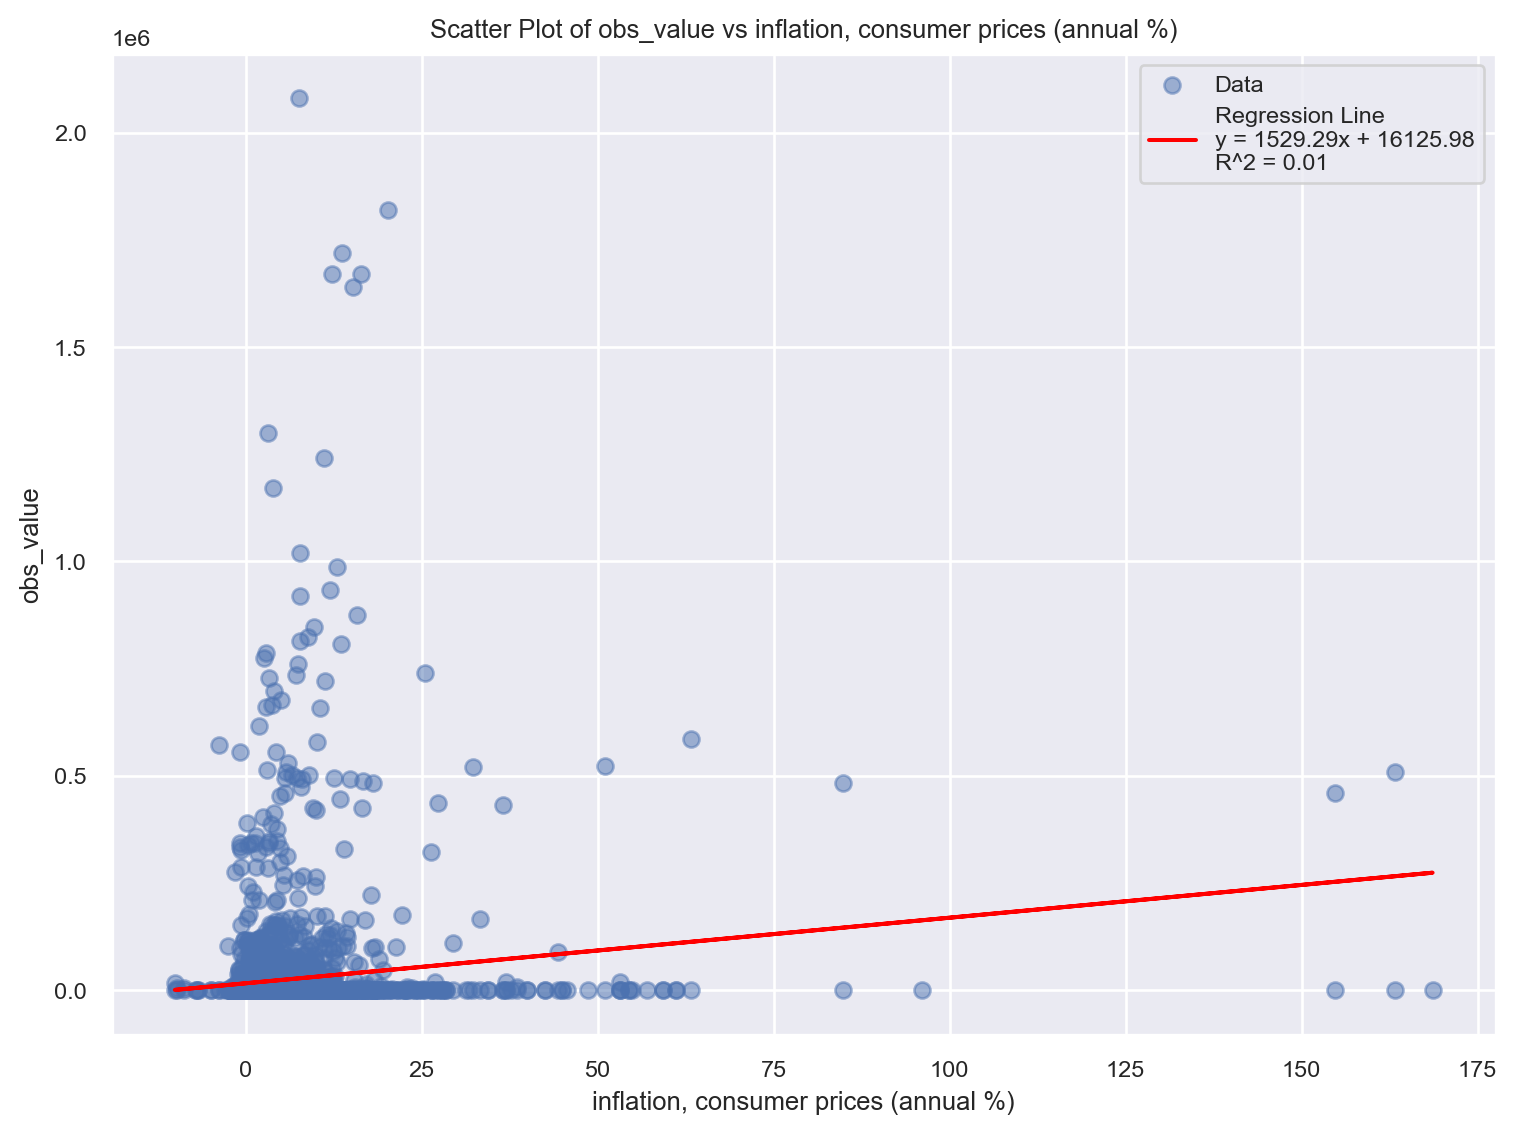 Scatter Plot of obs_value vs inflation, consumer prices (annual %)
1e6
Data
Regression Line
y = 1529.29x + 16125.98
R^2 = 0.01
2.0
1.5
1.0
0.5
0.0
obs_value
0 25 50 75 100 125 150 175
inflation, consumer prices (annual %)